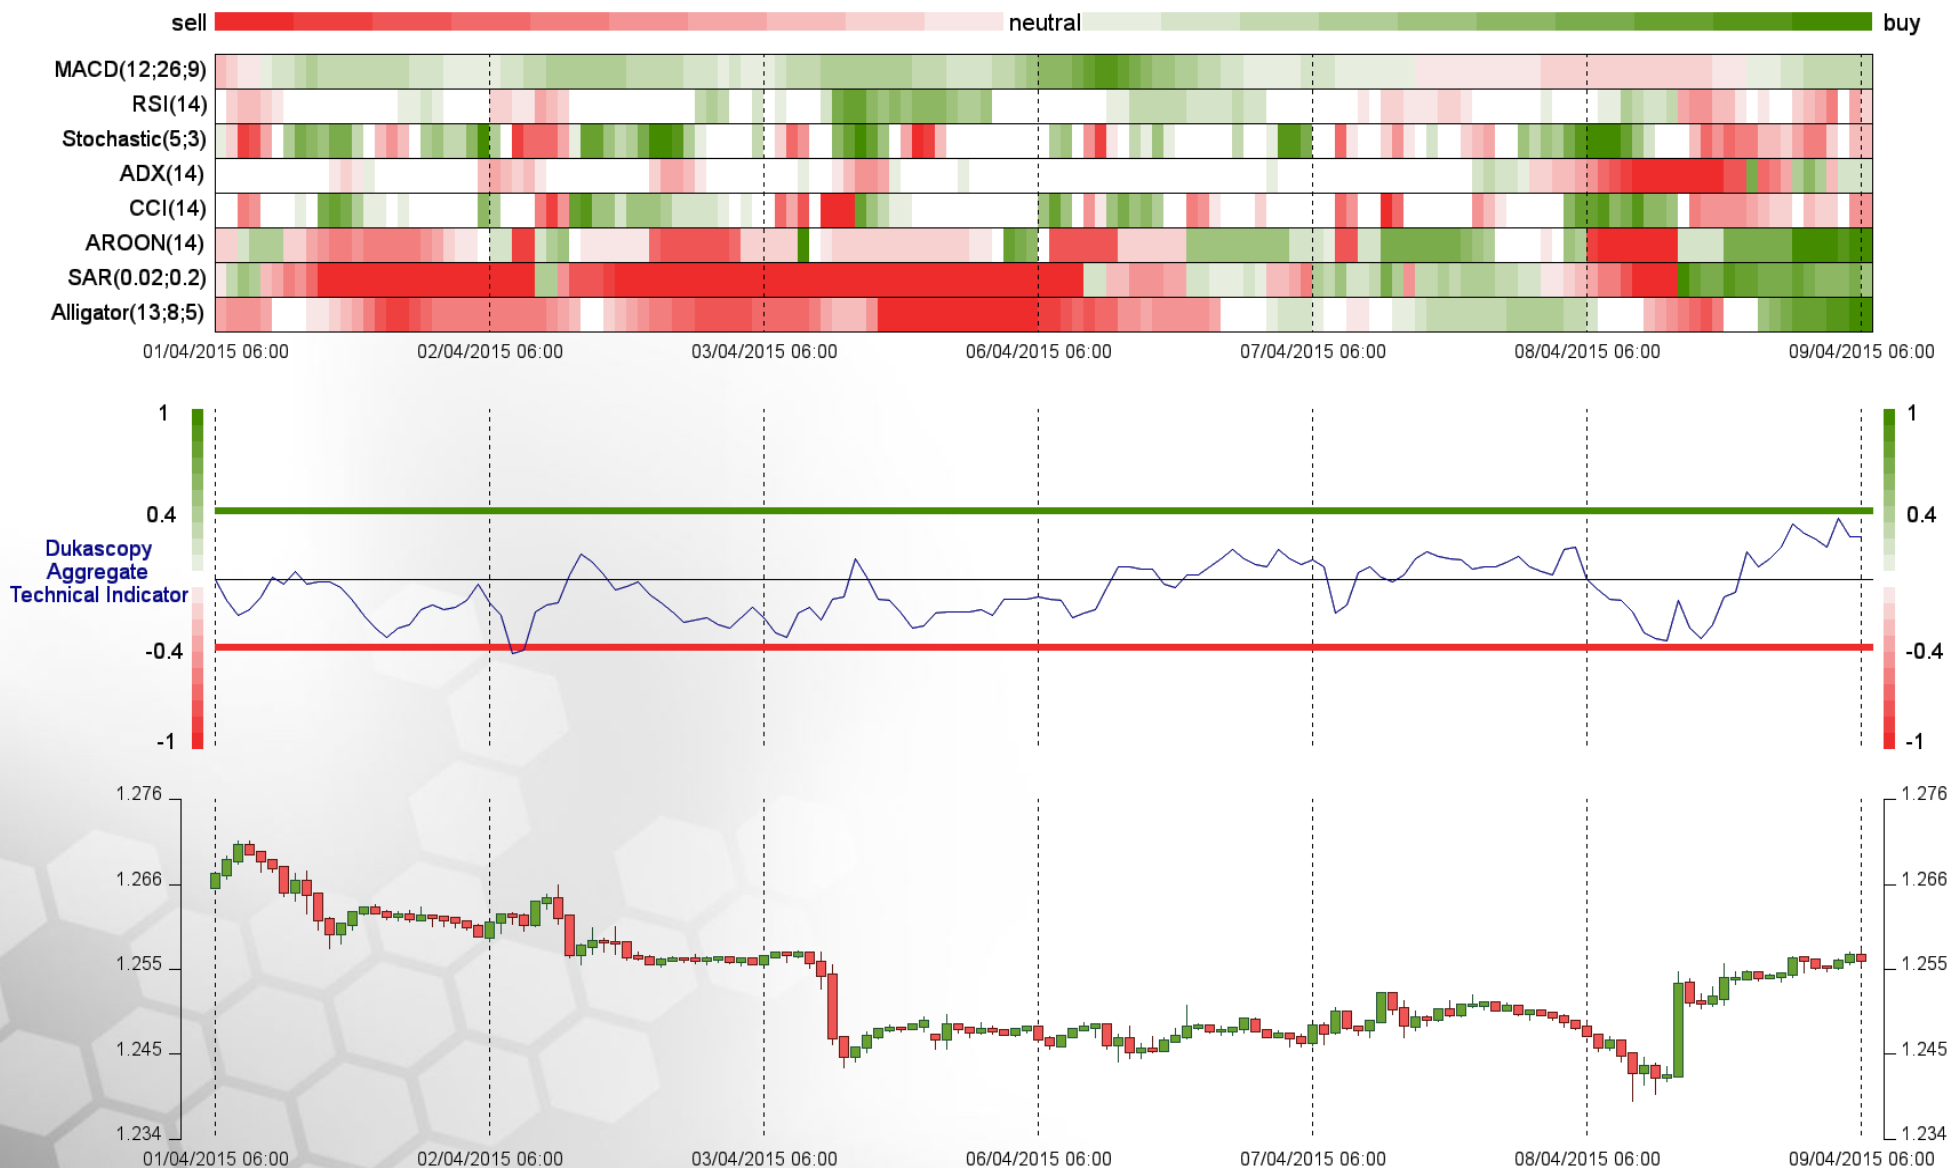 sell neutral buy
MACD(12;26;9)
RSI(14)
Stochastic(5;3)
ADX(14)
CCI(14)
AROON(14)
SAR(0.02;0.2)
Alligator(13;8;5)
01/04/2015 06:00 02/04/2015 06:00 03/04/2015 06:00 06/04/2015 06:00 07/04/2015 06:00 08/04/2015 06:00 09/04/2015 06:00
1 1
0.4 0.4
Dukascopy
Aggregate
Technical Indicator
-0.4 -0.4
-1 -1
1.276 1.276
1.266 1.266
1.255 1.255
1.245 1.245
1.234 1.234
01/04/2015 06:00 02/04/2015 06:00 03/04/2015 06:00 06/04/2015 06:00 07/04/2015 06:00 08/04/2015 06:00 09/04/2015 06:00